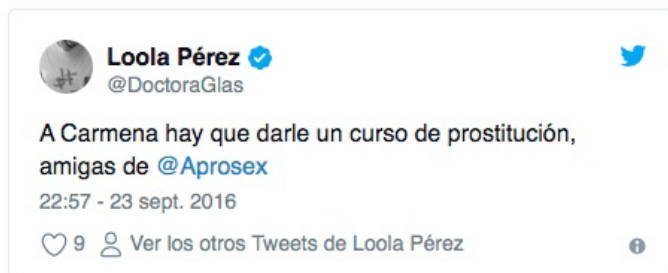 Loola Pérez
@DoctoraGlas
A Carmena hay que darle un curso de prostitución,
amigas de @Aprosex
22:57 - 23 sept. 2016
9 Ver los otros Tweets de Loola Pérez